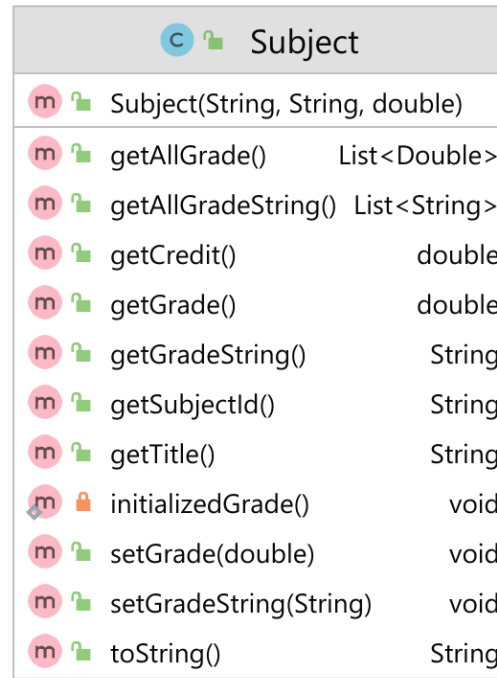 C Subject
m Subject(String, String, double)
m getAllGrade() List<Double>
m getAllGradeString() List<String>
m getCredit() double
m getGrade() double
m getGradeString() String
m getSubjectId() String
m getTitle() String
m initializedGrade() void
m setGrade(double) void
m setGradeString(String) void
m toString() String